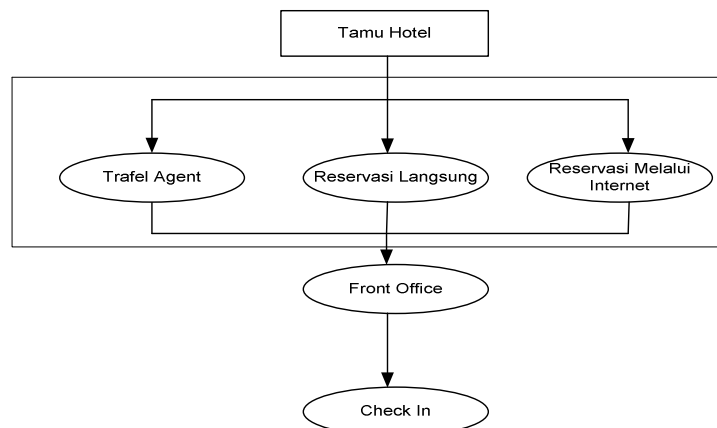 Tamu Hotel
Trafel Agent
Reservasi Langsung
Reservasi Melalui
Internet
Front Office
Check In